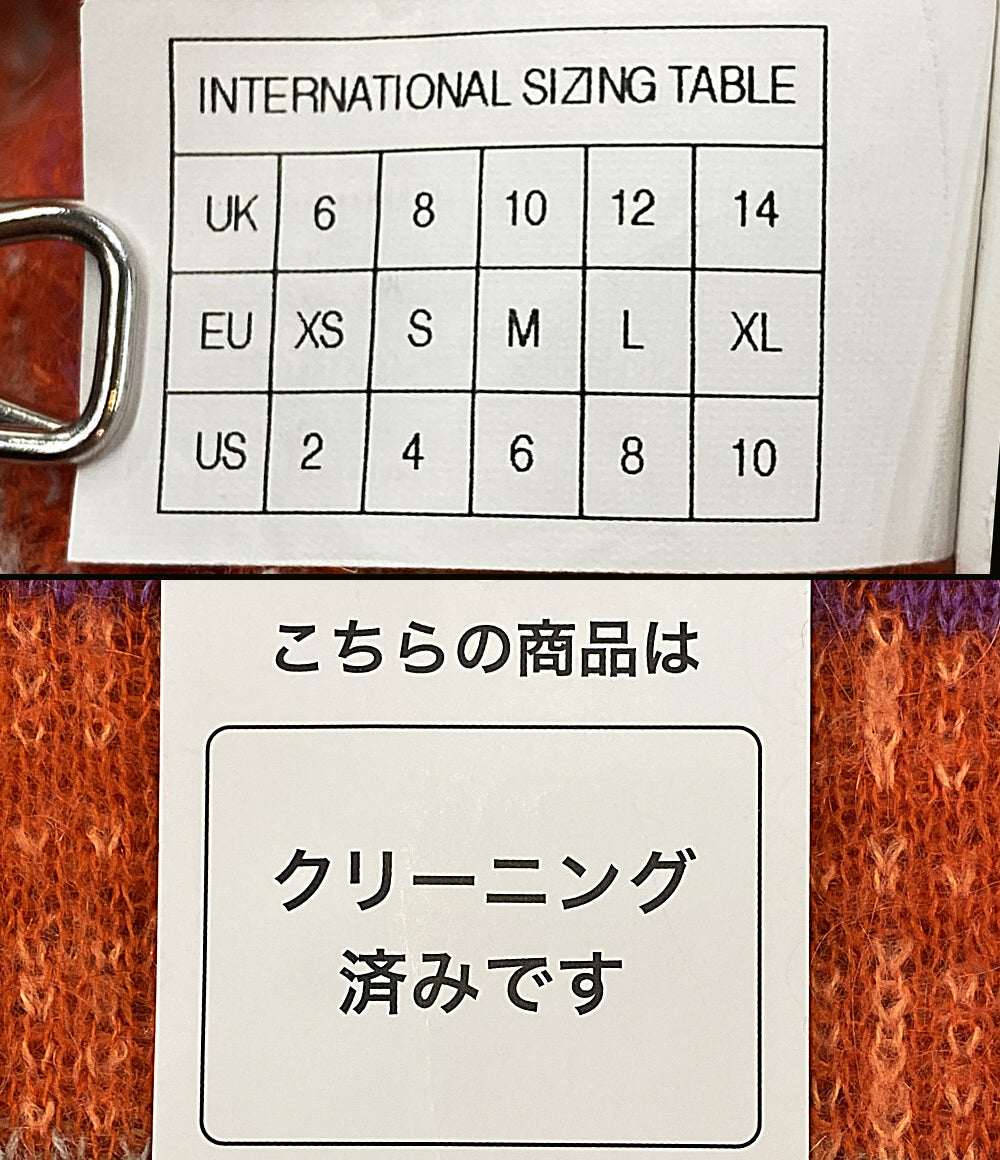 INTERNATIONAL SIZING TABLE
UK 6 8 10 12 14
EU XS S M L XL
US 2 4 6 8 10
こちらの商品は
クリーニング
済みです